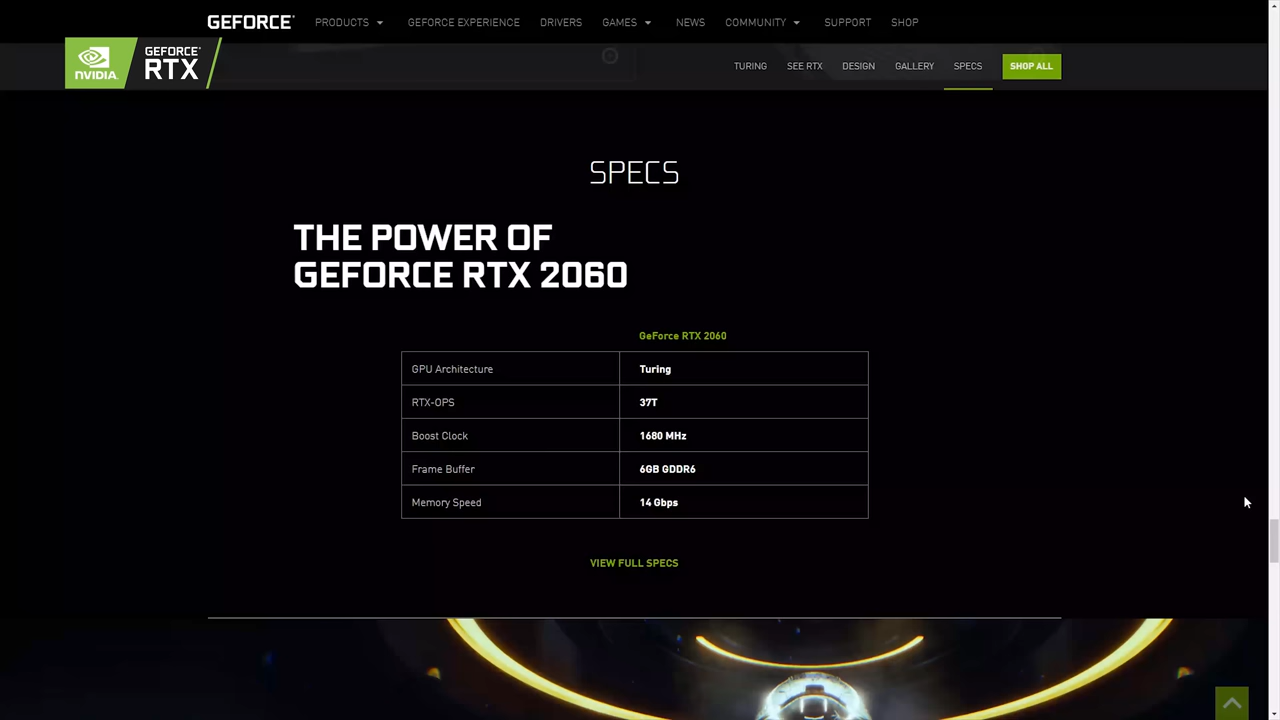 GEFORCE
PRODUCTS
GEFORCE EXPERIENCE
DRIVERS
GAMES
NEWS
COMMUNITY
SUPPORT
SHOP
NVIDIA.
GEFORCE
RTX
TURING
SEE RTX
DESIGN
GALLERY
SPECS
SHOP ALL
SPECS
THE POWER OF
GEFORCE RTX 2060
GeForce RTX 2060
GPU Architecture Turing
RTX-OPS 37T
Boost Clock 1680 MHz
Frame Buffer 6GB GDDR6
Memory Speed 14 Gbps
VIEW FULL SPECS